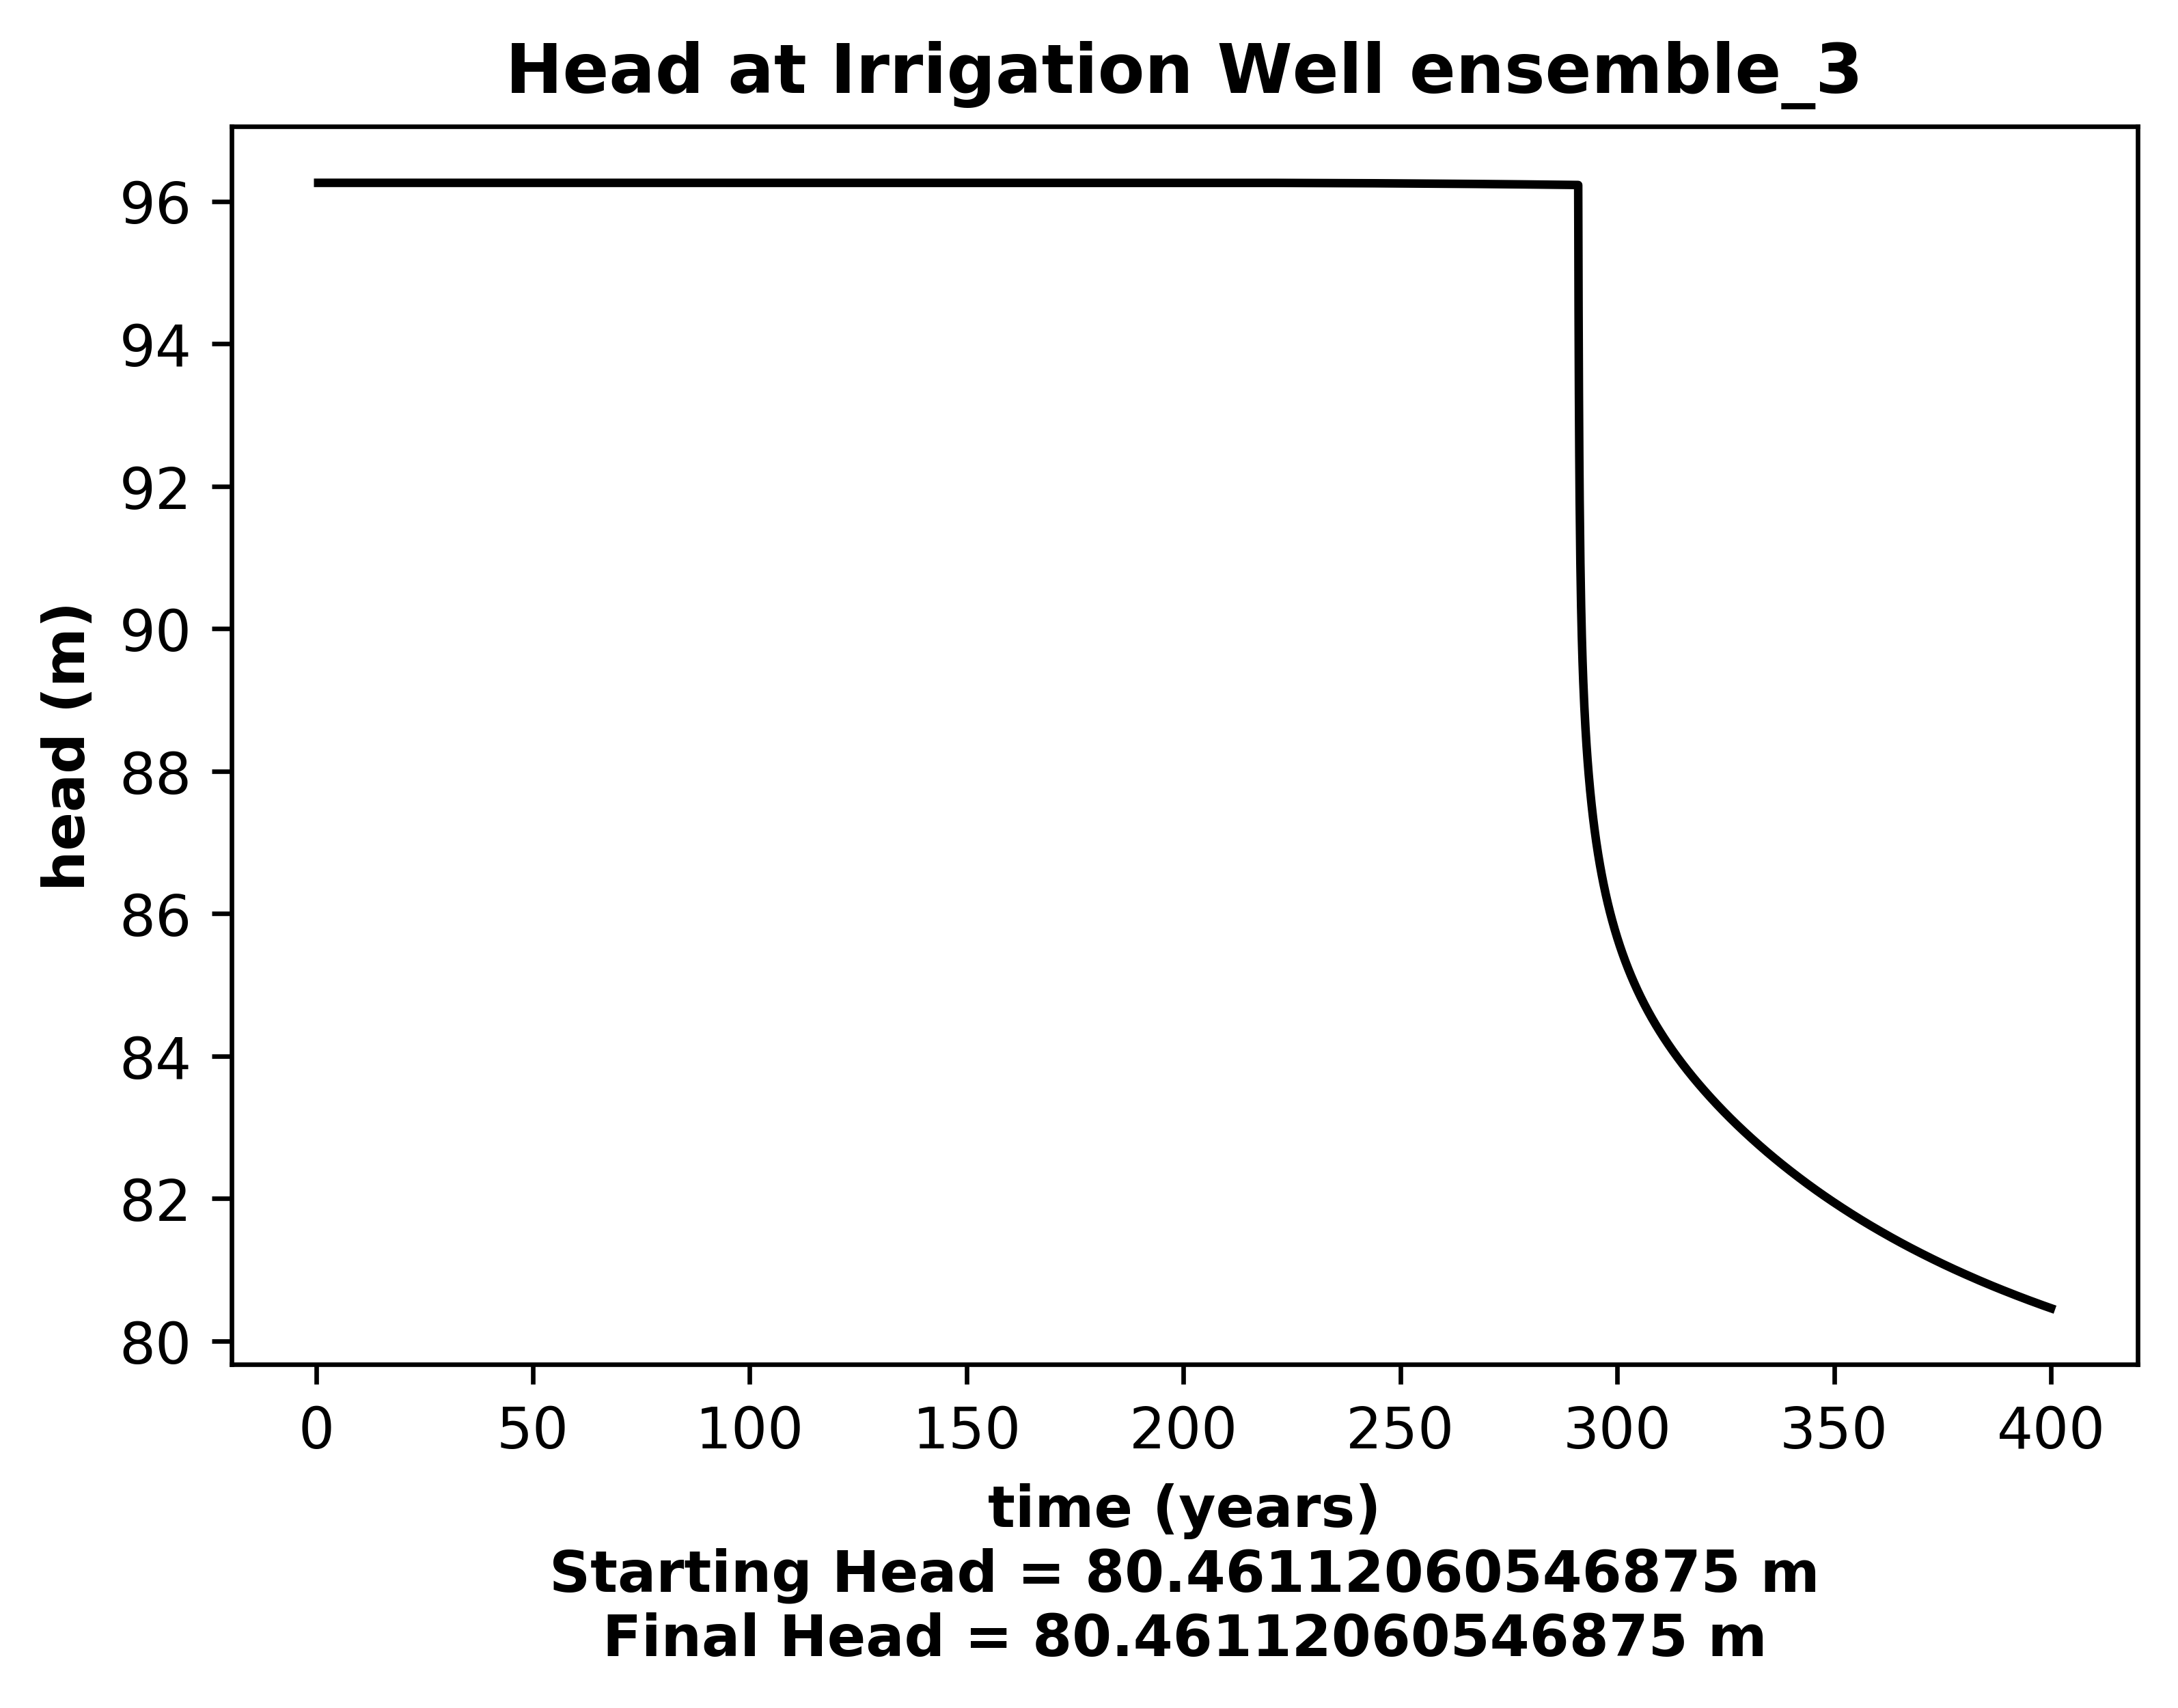 Head at Irrigation Well ensemble_3
96
94
92
90
88
86
84
82
80
head (m)
0 50 100 150 200 250 300 350 400
time (years)
Starting Head = 80.46112060546875 m
Final Head = 80.46112060546875 m